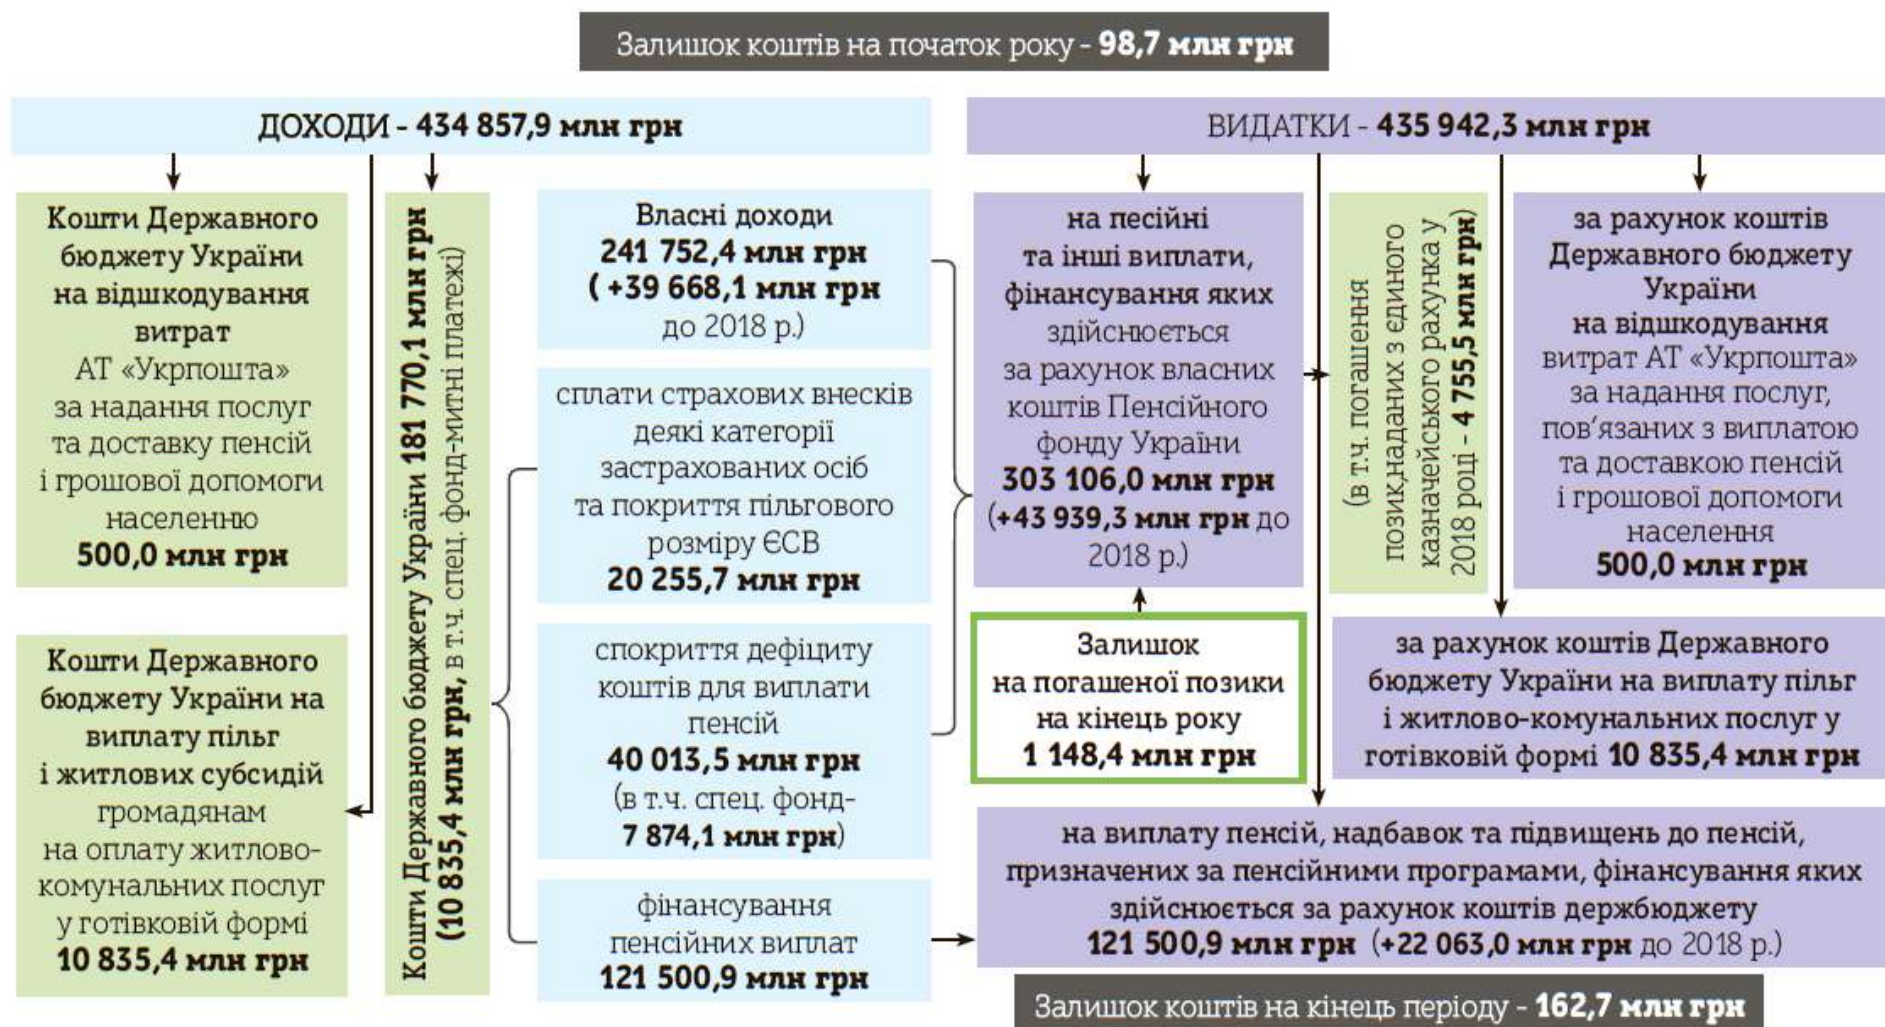 Залишок коштів на початок року - 98,7 млн грн
ДОХОДИ - 434 857,9 млн грн
Кошти Державного
бюджету України
на відшкодування
витрат
АТ «Укрпошта»
за надання послуг
та доставку пенсій
і грошової допомоги
населенню
500,0 млн грн
Кошти Державного
бюджету України на
виплату пільг
і житлових субсидій
громадянам
на оплату житлово-
комунальних послуг
у готівковій формі
10 835,4 млн грн
Кошти Державного бюджету України 181 770,1 млн грн
(10 835,4 млн грн, в т.ч. спец. фонд-митні платежі)
Власні доходи
241 752,4 млн грн
( +39 668,1 млн грн
до 2018 р.)
сплати страхових внесків
деякі категорії
застрахованих осіб
та покриття пільгового
розміру ЄСВ
20 255,7 млн грн
спокриття дефіциту
коштів для виплати
пенсій
40 013,5 млн грн
(в т.ч. спец. фонд-
7 874,1 млн грн)
фінансування
пенсійних виплат
121 500,9 млн грн
ВИДАТКИ - 435 942,3 млн грн
на песійні
та інші виплати,
фінансування яких
здійснюється
за рахунок власних
коштів Пенсійного
фонду України
303 106,0 млн грн
(+43 939,3 млн грн до
2018 р.)
(в т.ч. погашення
позик,наданих з єдиного
казначейського рахунка у
2018 році - 4 755,5 млн грн)
за рахунок коштів
Державного бюджету
України
на відшкодування
витрат АТ «Укрпошта»
за надання послуг,
пов’язаних з виплатою
та доставкою пенсій
і грошової допомоги
населення
500,0 млн грн
Залишок
на погашеної позики
на кінець року
1 148,4 млн грн
за рахунок коштів Державного
бюджету України на виплату пільг
і житлово-комунальних послуг у
готівковій формі 10 835,4 млн грн
на виплату пенсій, надбавок та підвищень до пенсій,
призначених за пенсійними програмами, фінансування яких
здійснюється за рахунок коштів держбюджету
121 500,9 млн грн (+22 063,0 млн грн до 2018 р.)
Залишок коштів на кінець періоду - 162,7 млн грн